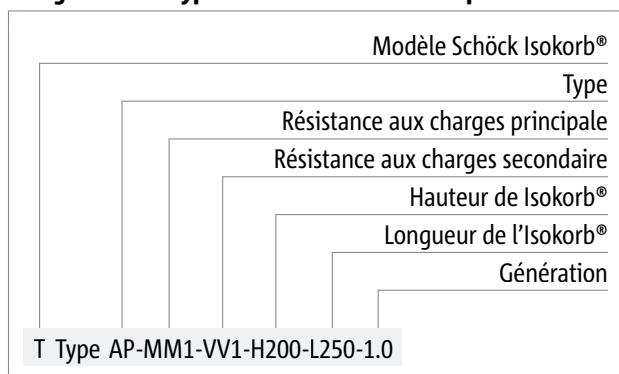 Modèle Schöck Isokorb®
Type
Résistance aux charges principale
Résistance aux charges secondaire
Hauteur de Isokorb®
Longueur de l'Isokorb®
Génération
T Type AP-MM1-VV1-H200-L250-1.0